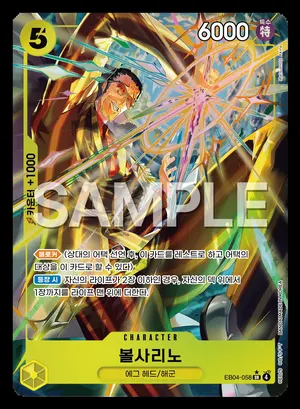 5
6000
특수
特
카운터 +1000
SAMPLE
블로커 (상대의 어택 선언 후, 이 카드를 레스트로 하고 어택의
대상을 이 카드로 할 수 있다)
등장 시 자신의 라이프가 2장 이하인 경우, 자신의 덱 위에서
1장까지를 라이프 맨 위에 더한다.
CHARACTER
볼사리노
에그 헤드/해군
EB04-058